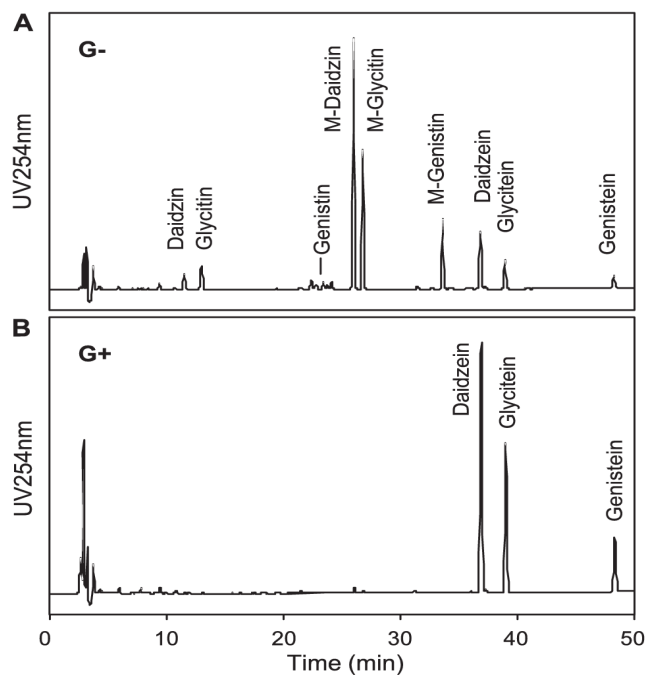 A
G-
UV254nm
Daidzin
Glycitin
Genistin
M-Daidzin
M-Glycitin
M-Genistin
Daidzein
Glycitein
Genistein
B
G+
UV254nm
Daidzein
Glycitein
Genistein
0 10 20 30 40 50
Time (min)